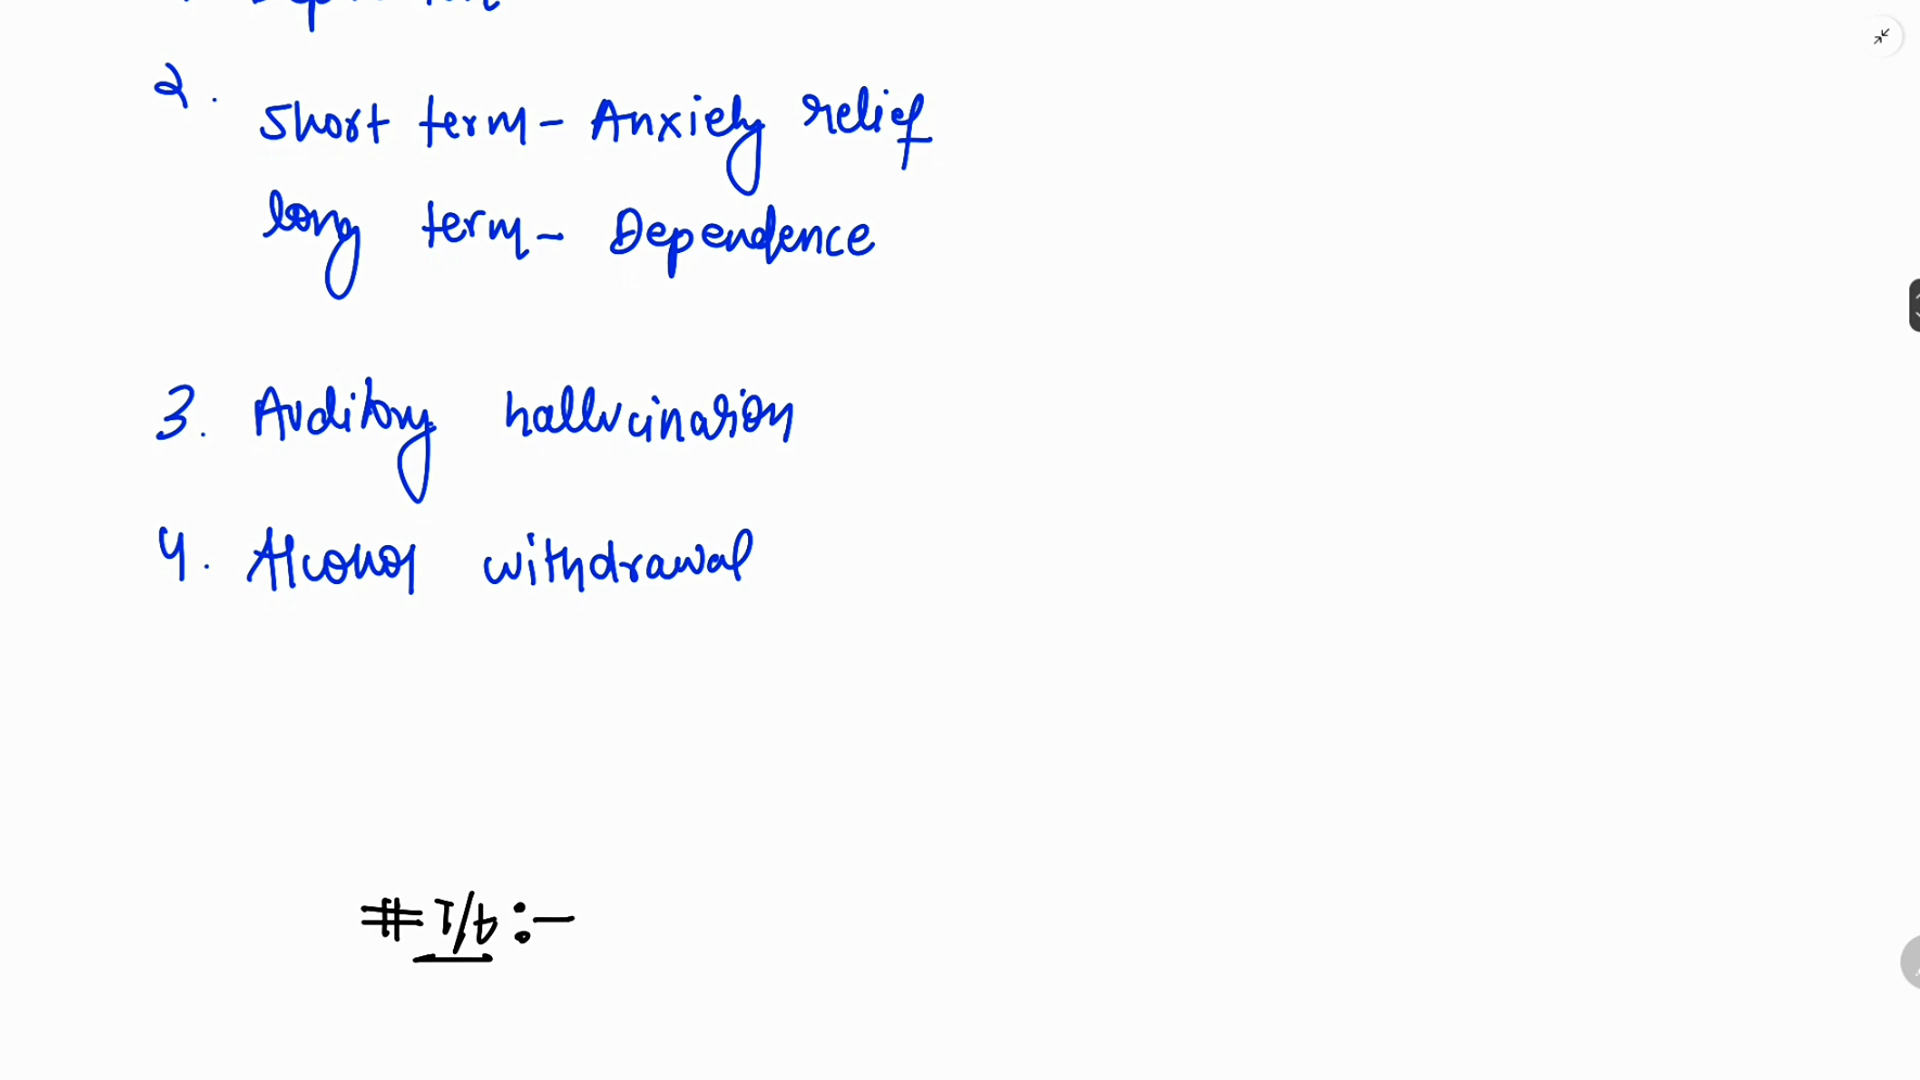 2.
Short term - Anxiety relief
long term - Dependence
3. Auditory hallucination
4. Alcohol withdrawal
# T/t :-